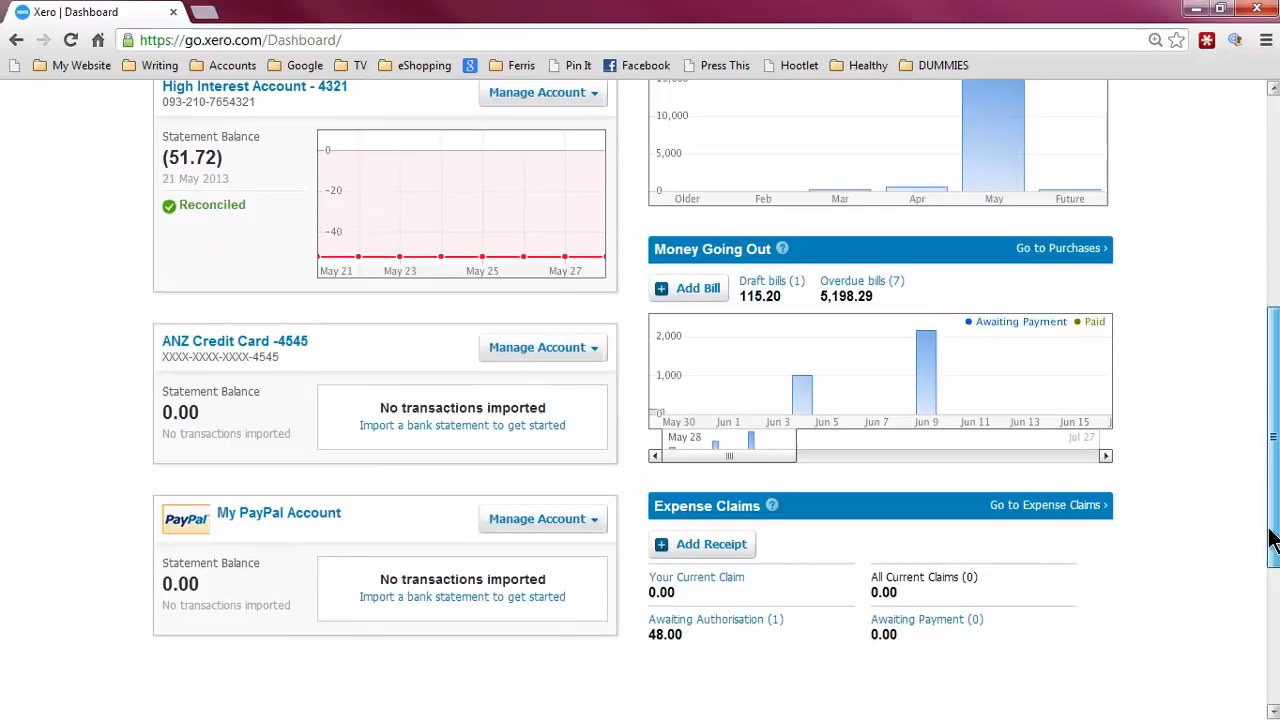 Xero | Dashboard
https://go.xero.com/Dashboard/
My Website Writing Accounts Google TV eShopping Ferris Pin It Facebook Press This Hootlet Healthy DUMMIES
High Interest Account - 4321
093-210-7654321
Manage Account
Statement Balance
(51.72)
21 May 2013
Reconciled
0
-20
-40
May 21 May 23 May 25 May 27
ANZ Credit Card -4545
XXXX-XXXX-XXXX-4545
Manage Account
Statement Balance
0.00
No transactions imported
No transactions imported
Import a bank statement to get started
PayPal
My PayPal Account
Manage Account
Statement Balance
0.00
No transactions imported
No transactions imported
Import a bank statement to get started
10,000
5,000
0
Older Feb Mar Apr May Future
Money Going Out ? Go to Purchases ›
Add Bill
Draft bills (1) Overdue bills (7)
115.20 5,198.29
Awaiting Payment Paid
2,000
1,000
0
May 30 Jun 1 Jun 3 Jun 5 Jun 7 Jun 9 Jun 11 Jun 13 Jun 15
May 28 Jul 27
Expense Claims ? Go to Expense Claims ›
Add Receipt
Your Current Claim All Current Claims (0)
0.00 0.00
Awaiting Authorisation (1) Awaiting Payment (0)
48.00 0.00